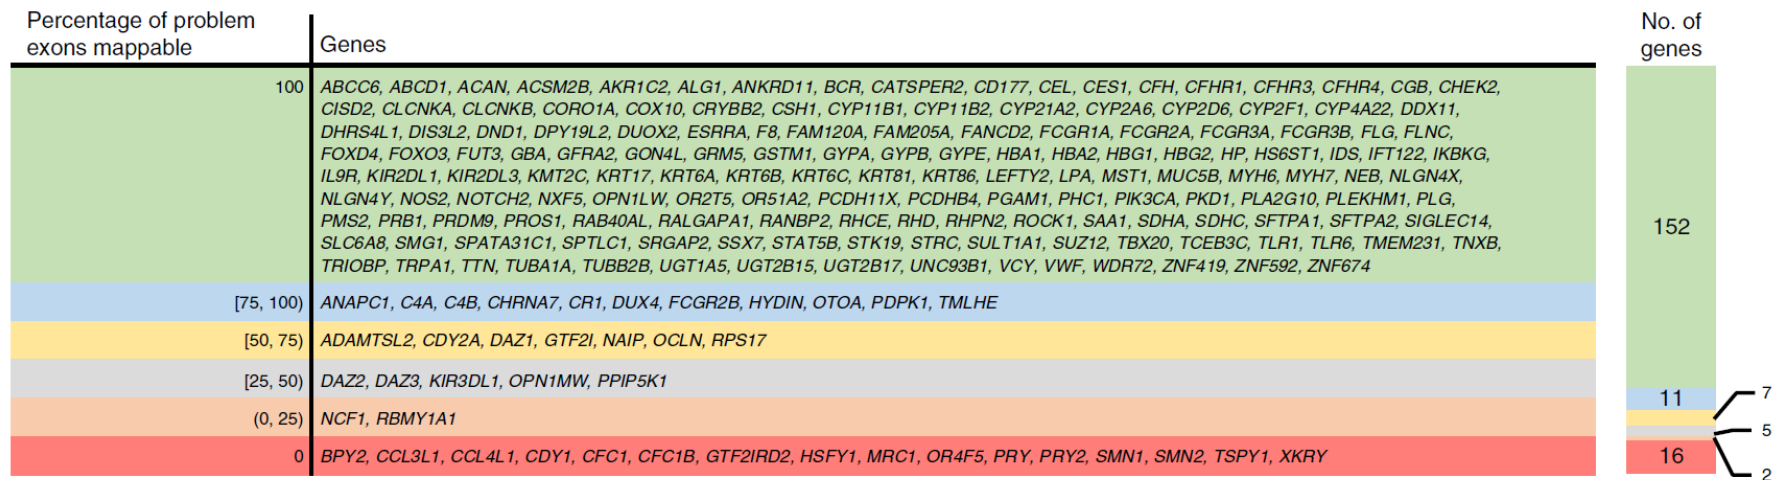 Percentage of problem
exons mappable
Genes
No. of
genes
100
ABCC6, ABCD1, ACAN, ACSM2B, AKR1C2, ALG1, ANKRD11, BCR, CATSPER2, CD177, CEL, CES1, CFH, CFHR1, CFHR3, CFHR4, CGB, CHEK2,
CISD2, CLCNKA, CLCNKB, CORO1A, COX10, CRYBB2, CSH1, CYP11B1, CYP11B2, CYP21A2, CYP2A6, CYP2D6, CYP2F1, CYP4A22, DDX11,
DHRS4L1, DIS3L2, DND1, DPY19L2, DUOX2, ESRRA, F8, FAM120A, FAM205A, FANCD2, FCGR1A, FCGR2A, FCGR3A, FCGR3B, FLG, FLNC,
FOXD4, FOXO3, FUT3, GBA, GFRA2, GON4L, GRM5, GSTM1, GYPA, GYPB, GYPE, HBA1, HBA2, HBG1, HBG2, HP, HS6ST1, IDS, IFT122, IKBKG,
IL9R, KIR2DL1, KIR2DL3, KMT2C, KRT17, KRT6A, KRT6B, KRT6C, KRT81, KRT86, LEFTY2, LPA, MST1, MUC5B, MYH6, MYH7, NEB, NLGN4X,
NLGN4Y, NOS2, NOTCH2, NXF5, OPN1LW, OR2T5, OR51A2, PCDH11X, PCDHB4, PGAM1, PHC1, PIK3CA, PKD1, PLA2G10, PLEKHM1, PLG,
PMS2, PRB1, PRDM9, PROS1, RAB40AL, RALGAPA1, RANBP2, RHCE, RHD, RHPN2, ROCK1, SAA1, SDHA, SDHC, SFTPA1, SFTPA2, SIGLEC14,
SLC6A8, SMG1, SPATA31C1, SPTLC1, SRGAP2, SSX7, STAT5B, STK19, STRC, SULT1A1, SUZ12, TBX20, TCEB3C, TLR1, TLR6, TMEM231, TNXB,
TRIOBP, TRPA1, TTN, TUBA1A, TUBB2B, UGT1A5, UGT2B15, UGT2B17, UNC93B1, VCY, VWF, WDR72, ZNF419, ZNF592, ZNF674
152
[75, 100)
ANAPC1, C4A, C4B, CHRNA7, CR1, DUX4, FCGR2B, HYDIN, OTOA, PDPK1, TMLHE
[50, 75)
ADAMTSL2, CDY2A, DAZ1, GTF2I, NAIP, OCLN, RPS17
[25, 50)
DAZ2, DAZ3, KIR3DL1, OPN1MW, PPIP5K1
(0, 25)
NCF1, RBMY1A1
0
BPY2, CCL3L1, CCL4L1, CDY1, CFC1, CFC1B, GTF2IRD2, HSFY1, MRC1, OR4F5, PRY, PRY2, SMN1, SMN2, TSPY1, XKRY
11
7
5
16
2